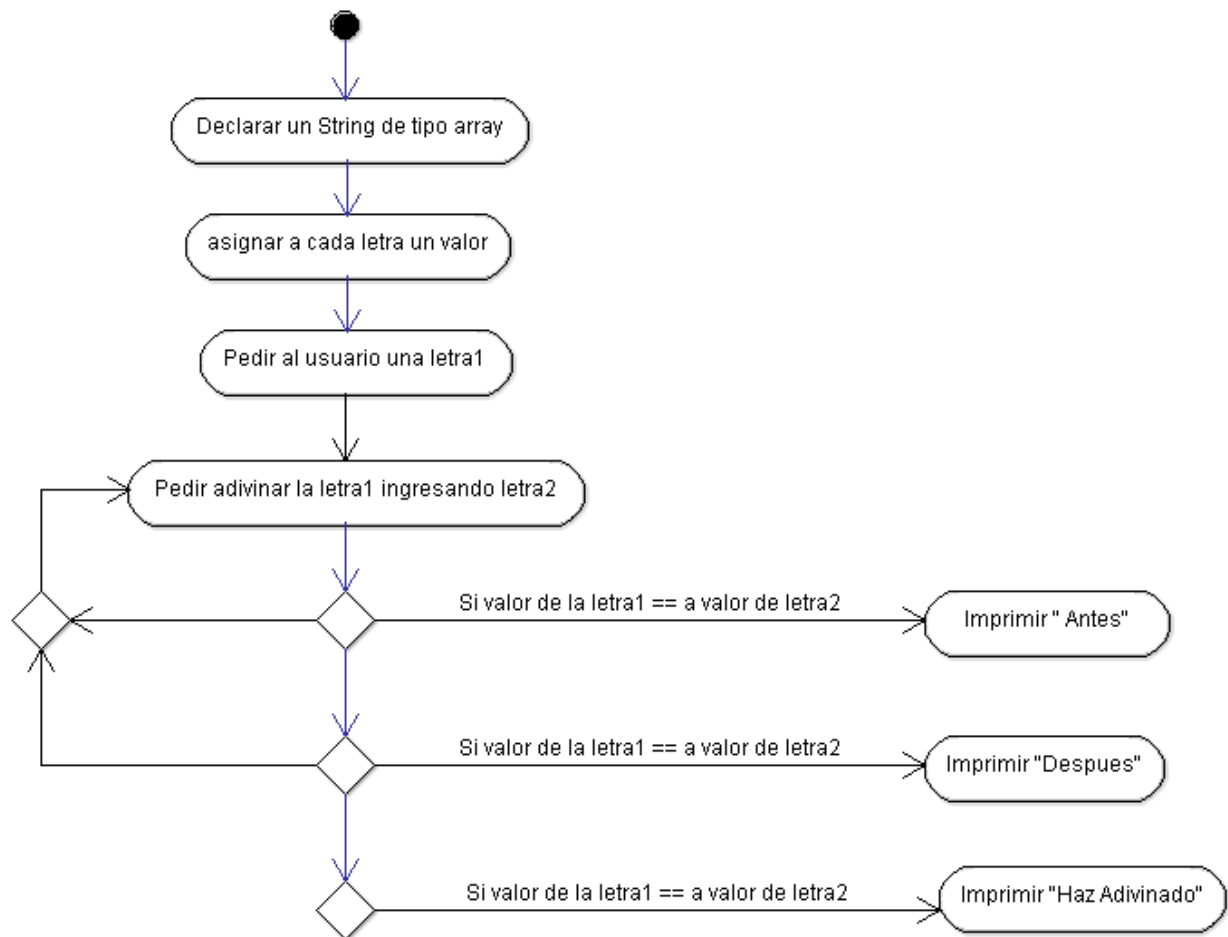 Declarar un String de tipo array
asignar a cada letra un valor
Pedir al usuario una letra1
Pedir adivinar la letra1 ingresando letra2
Si valor de la letra1 == a valor de letra2
Imprimir " Antes"
Si valor de la letra1 == a valor de letra2
Imprimir "Despues"
Si valor de la letra1 == a valor de letra2
Imprimir "Haz Adivinado"